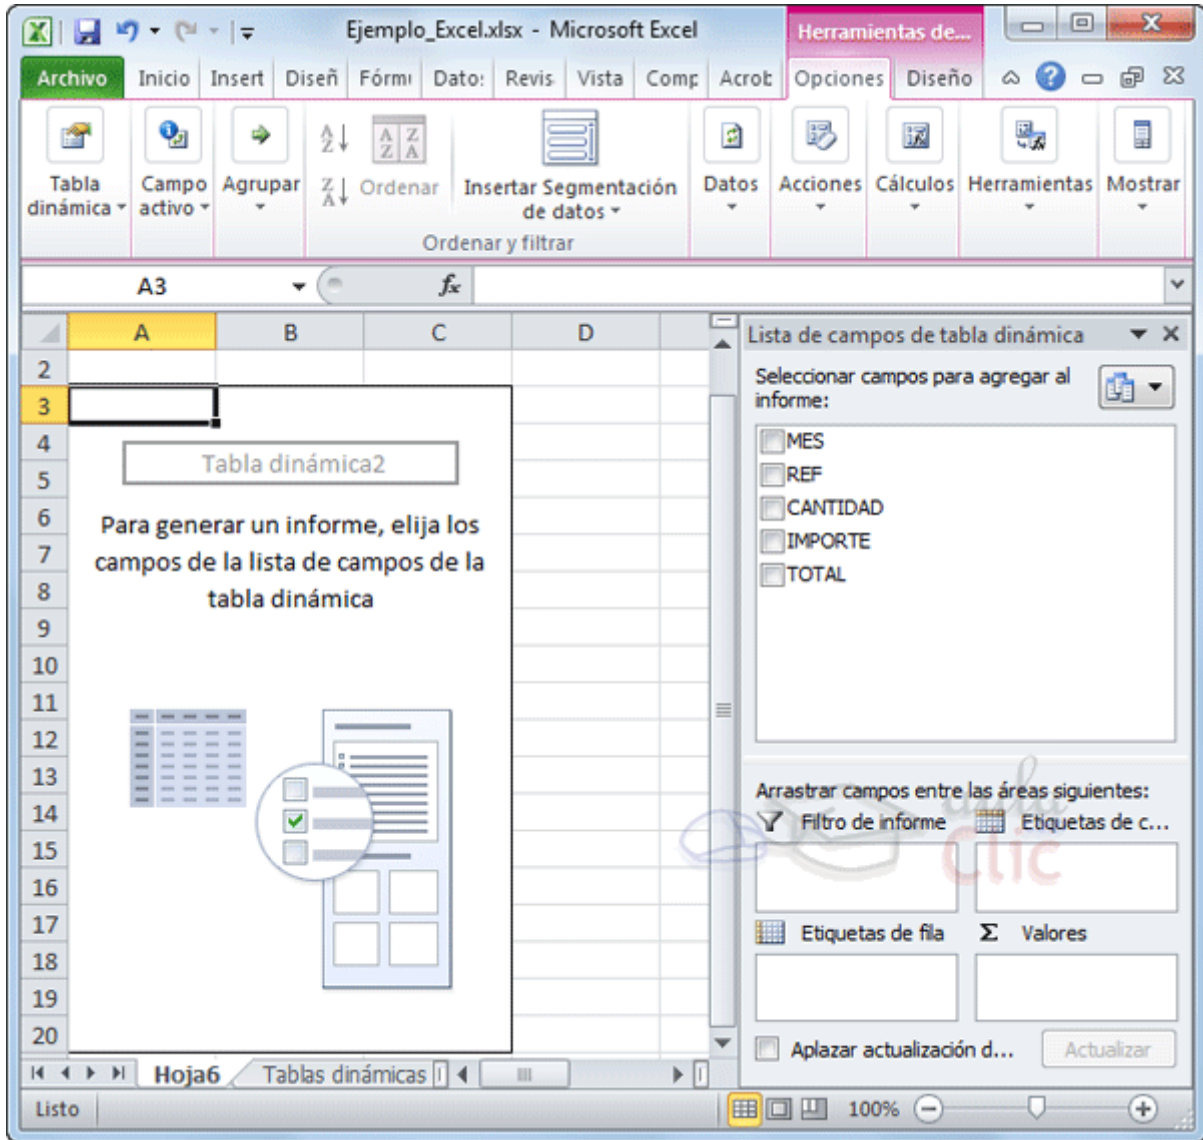 Ejemplo_Excel.xlsx - Microsoft Excel
Herramientas de...
Archivo Inicio Insert Diseñ Fórmu Dato: Revis Vista Comp Acrob Opciones Diseño
Tabla dinámica
Campo activo
Agrupar
Ordenar
Insertar Segmentación de datos
Ordenar y filtrar
Datos
Acciones
Cálculos
Herramientas
Mostrar
A3
fx
A B C D
Lista de campos de tabla dinámica
Seleccionar campos para agregar al
informe:
MES
REF
CANTIDAD
IMPORTE
TOTAL
2
3
4
5
6
7
8
9
10
11
12
13
14
15
16
17
18
19
20
Tabla dinámica2
Para generar un informe, elija los
campos de la lista de campos de la
tabla dinámica
Arrastrar campos entre las áreas siguientes:
Filtro de informe
Etiquetas de c...
aula
Clic
Etiquetas de fila
Σ Valores
Aplazar actualización d...
Actualizar
Hoja6
Tablas dinámicas
Listo
100%